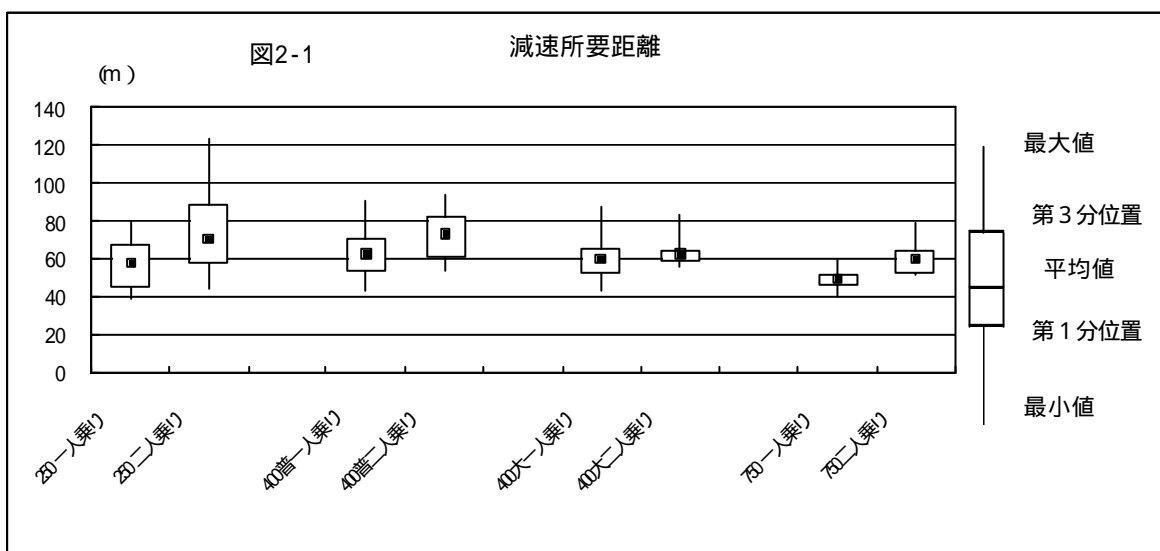 図2-1
減速所要距離
(m)
140
120
100
80
60
40
20
0
250一人乗り
250二人乗り
400普一人乗り
400普二人乗り
400大一人乗り
400大二人乗り
750一人乗り
750二人乗り
最大値
第3分位置
平均値
第1分位置
最小値